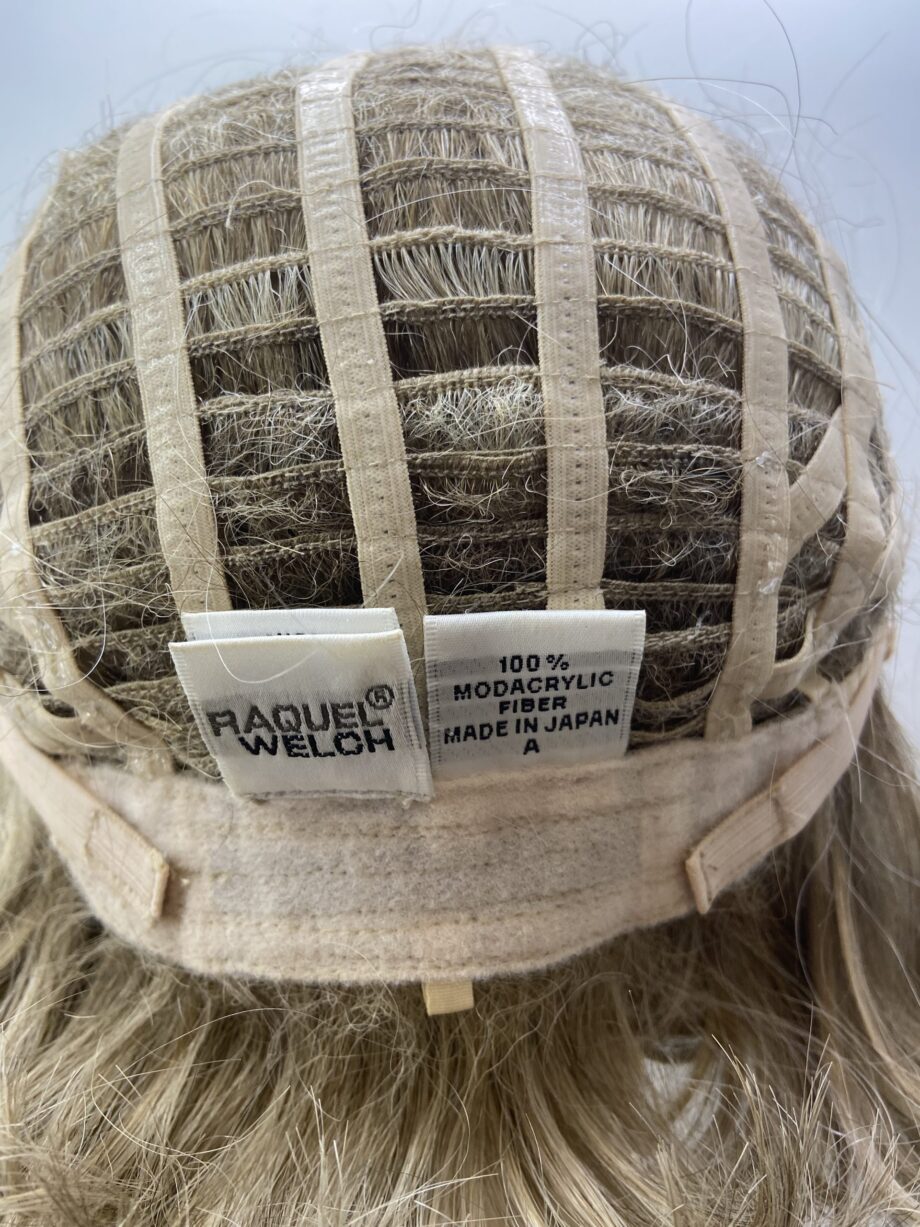 RAQUEL®
WELCH
100%
MODACRYLIC
FIBER
MADE IN JAPAN
A